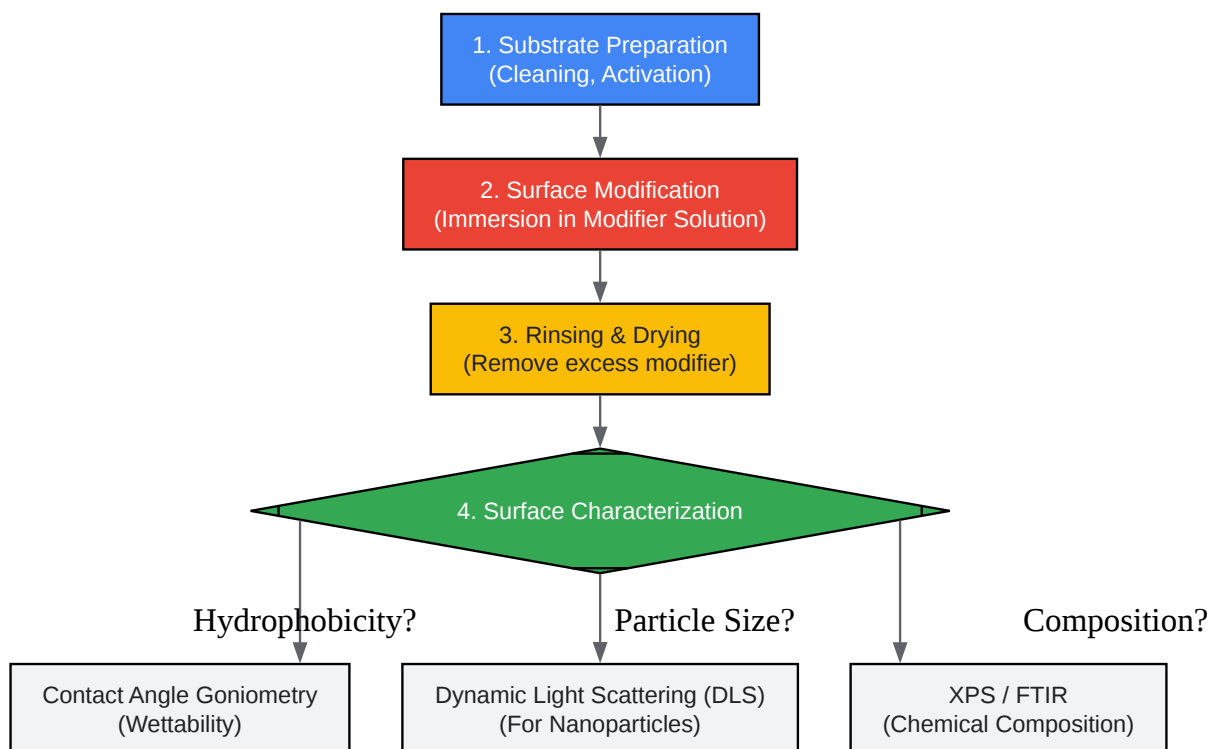 1. Substrate Preparation
(Cleaning, Activation)
2. Surface Modification
(Immersion in Modifier Solution)
3. Rinsing & Drying
(Remove excess modifier)
4. Surface Characterization
Hydrophobicity?
Particle Size?
Composition?
Contact Angle Goniometry
(Wettability)
Dynamic Light Scattering (DLS)
(For Nanoparticles)
XPS / FTIR
(Chemical Composition)